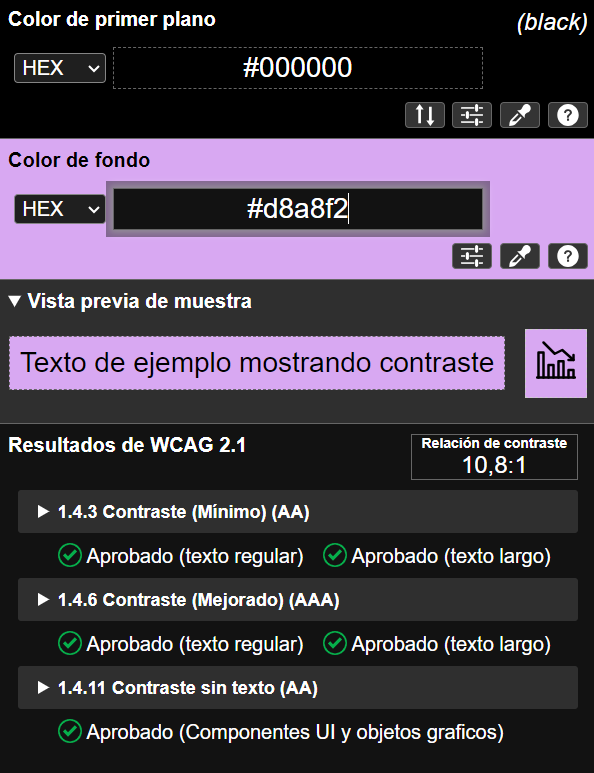 Color de primer plano
(black)
HEX
#000000
?
Color de fondo
HEX
#d8a8f2
?
Vista previa de muestra
Texto de ejemplo mostrando contraste
Resultados de WCAG 2.1
Relación de contraste
10,8:1
1.4.3 Contraste (Mínimo) (AA)
Aprobado (texto regular) Aprobado (texto largo)
1.4.6 Contraste (Mejorado) (AAA)
Aprobado (texto regular) Aprobado (texto largo)
1.4.11 Contraste sin texto (AA)
Aprobado (Componentes UI y objetos graficos)